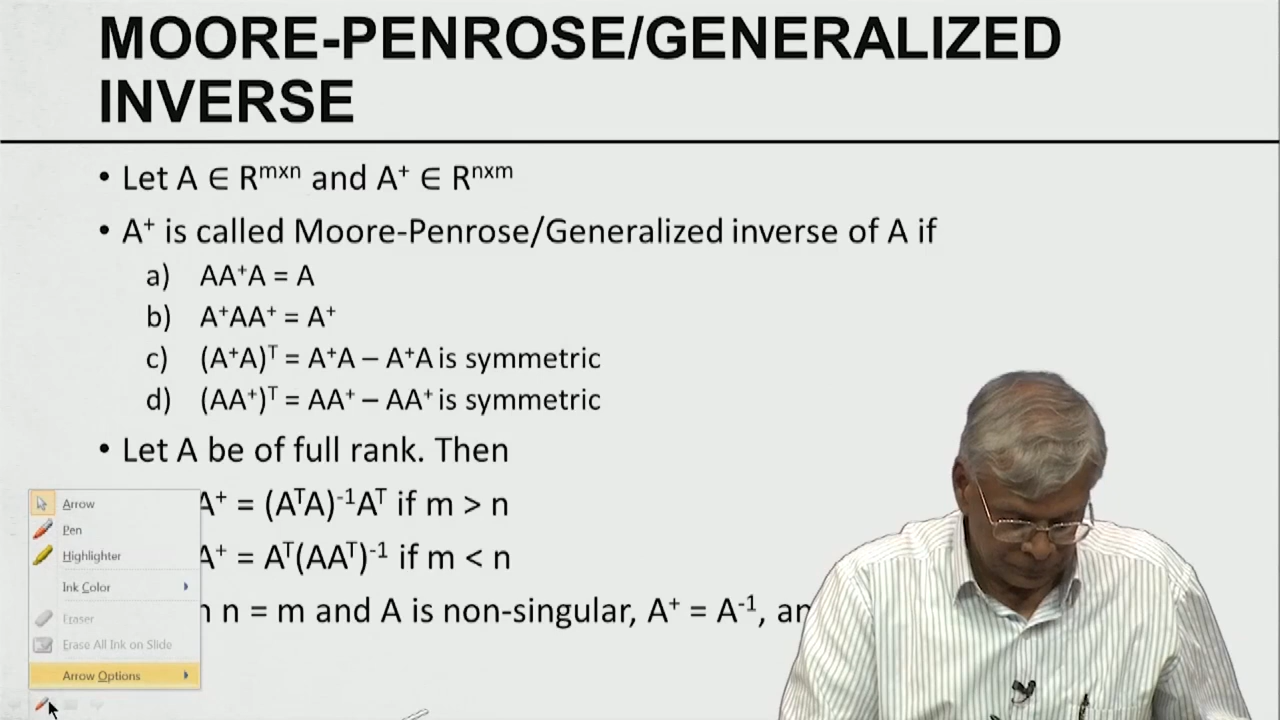 MOORE-PENROSE/GENERALIZED
INVERSE
• Let A ∈ Rᵐˣⁿ and A⁺ ∈ Rⁿˣᵐ
• A⁺ is called Moore-Penrose/Generalized inverse of A if
a) AA⁺A = A
b) A⁺AA⁺ = A⁺
c) (A⁺A)ᵀ = A⁺A – A⁺A is symmetric
d) (AA⁺)ᵀ = AA⁺ – AA⁺ is symmetric
• Let A be of full rank. Then
A⁺ = (AᵀA)⁻¹Aᵀ if m > n
A⁺ = Aᵀ(AAᵀ)⁻¹ if m < n
n = m and A is non-singular, A⁺ = A⁻¹,
Arrow
Pen
Highlighter
Ink Color
Eraser
Erase All Ink on Slide
Arrow Options